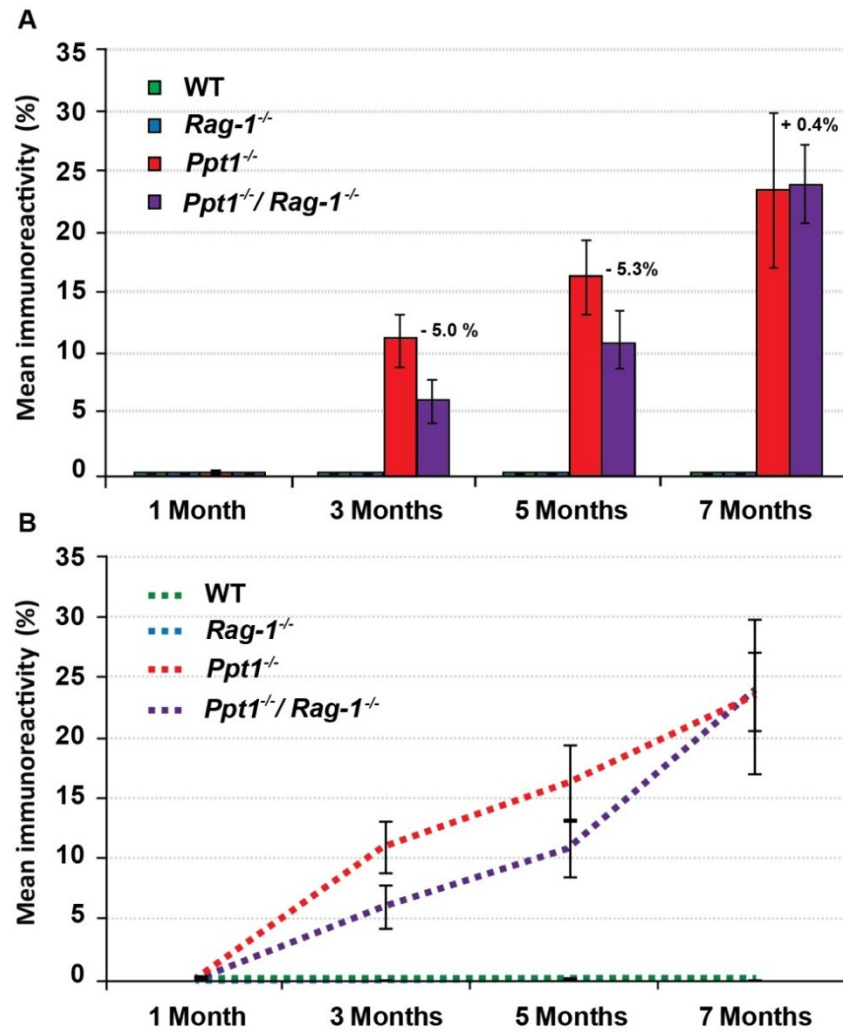 A
Mean immunoreactivity (%)
35
30
25
20
15
10
5
0
WT
Rag-1-/-
Ppt1-/-
Ppt1-/-/ Rag-1-/-
- 5.0 %
- 5.3%
+ 0.4%
1 Month 3 Months 5 Months 7 Months
B
Mean immunoreactivity (%)
35
30
25
20
15
10
5
0
WT
Rag-1-/-
Ppt1-/-
Ppt1-/-/ Rag-1-/-
1 Month 3 Months 5 Months 7 Months